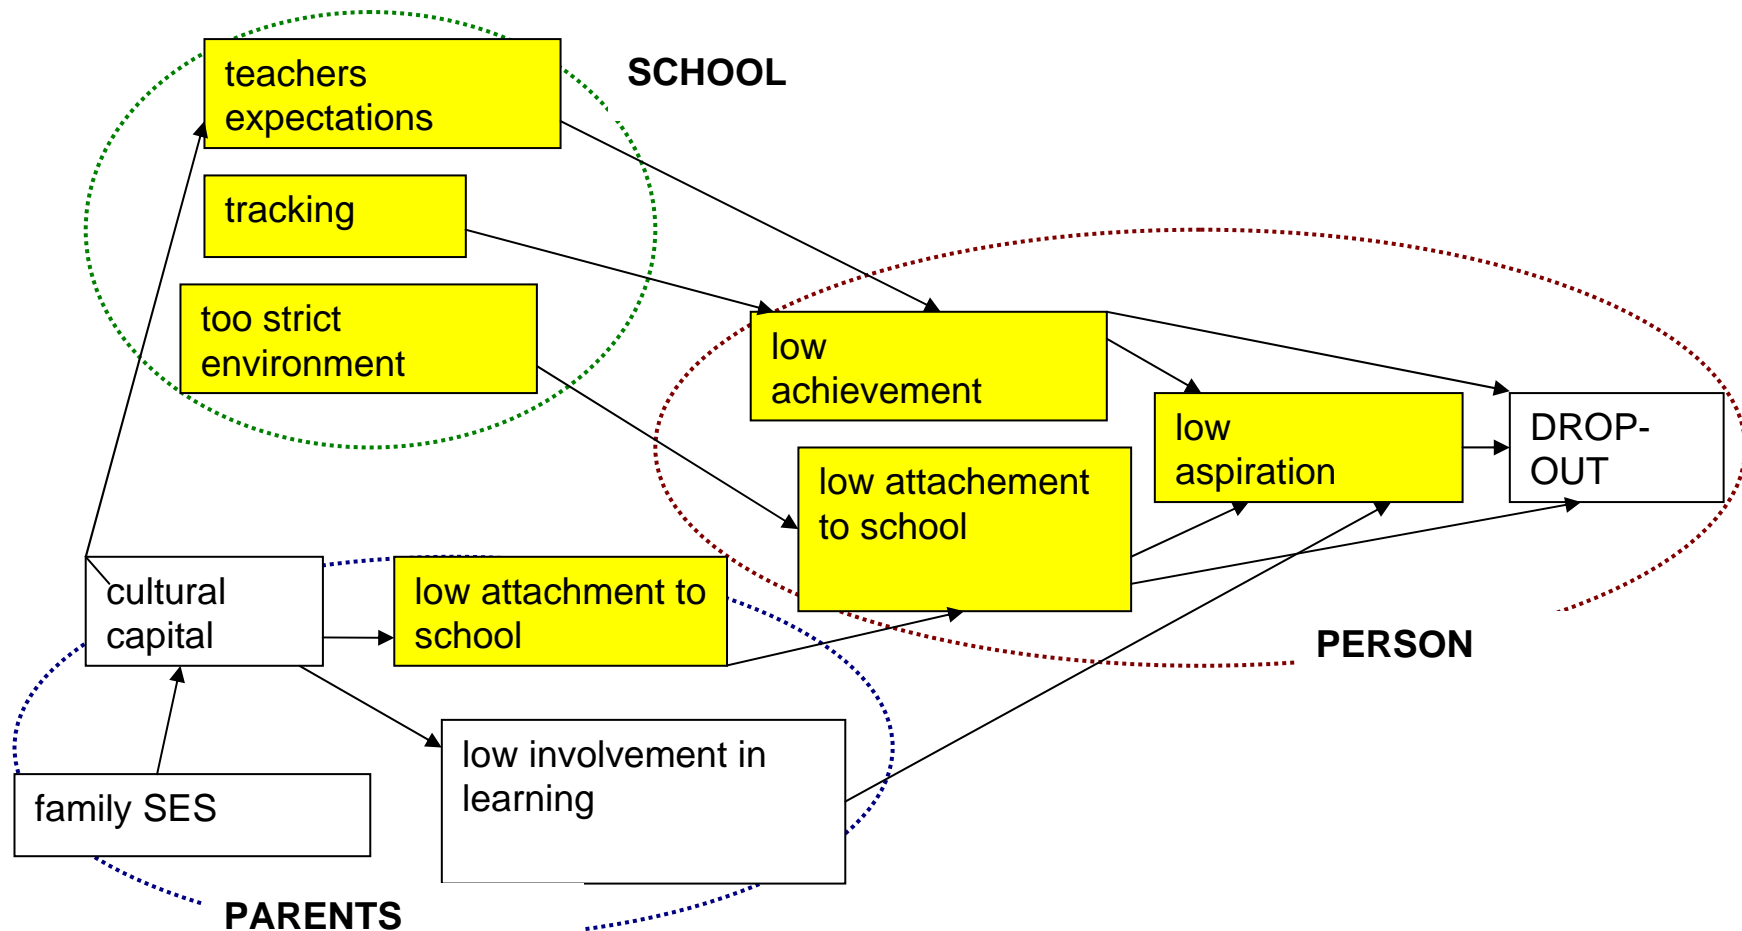 teachers
expectations
SCHOOL
tracking
too strict
environment
low
achievement
low
aspiration
DROP-
OUT
low attachement
to school
cultural
capital
low attachment to
school
PERSON
low involvement in
learning
family SES
PARENTS